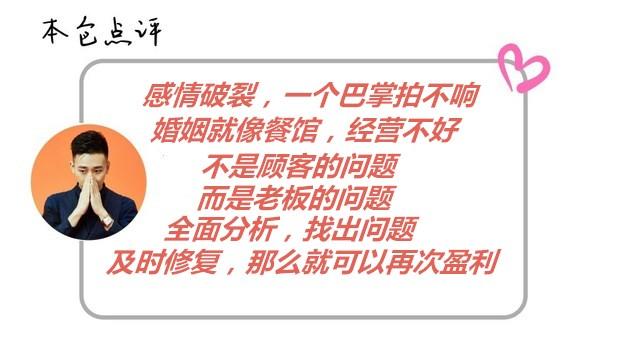 本仓点评
感情破裂，一个巴掌拍不响
婚姻就像餐馆，经营不好
不是顾客的问题
而是老板的问题
全面分析，找出问题
及时修复，那么就可以再次盈利